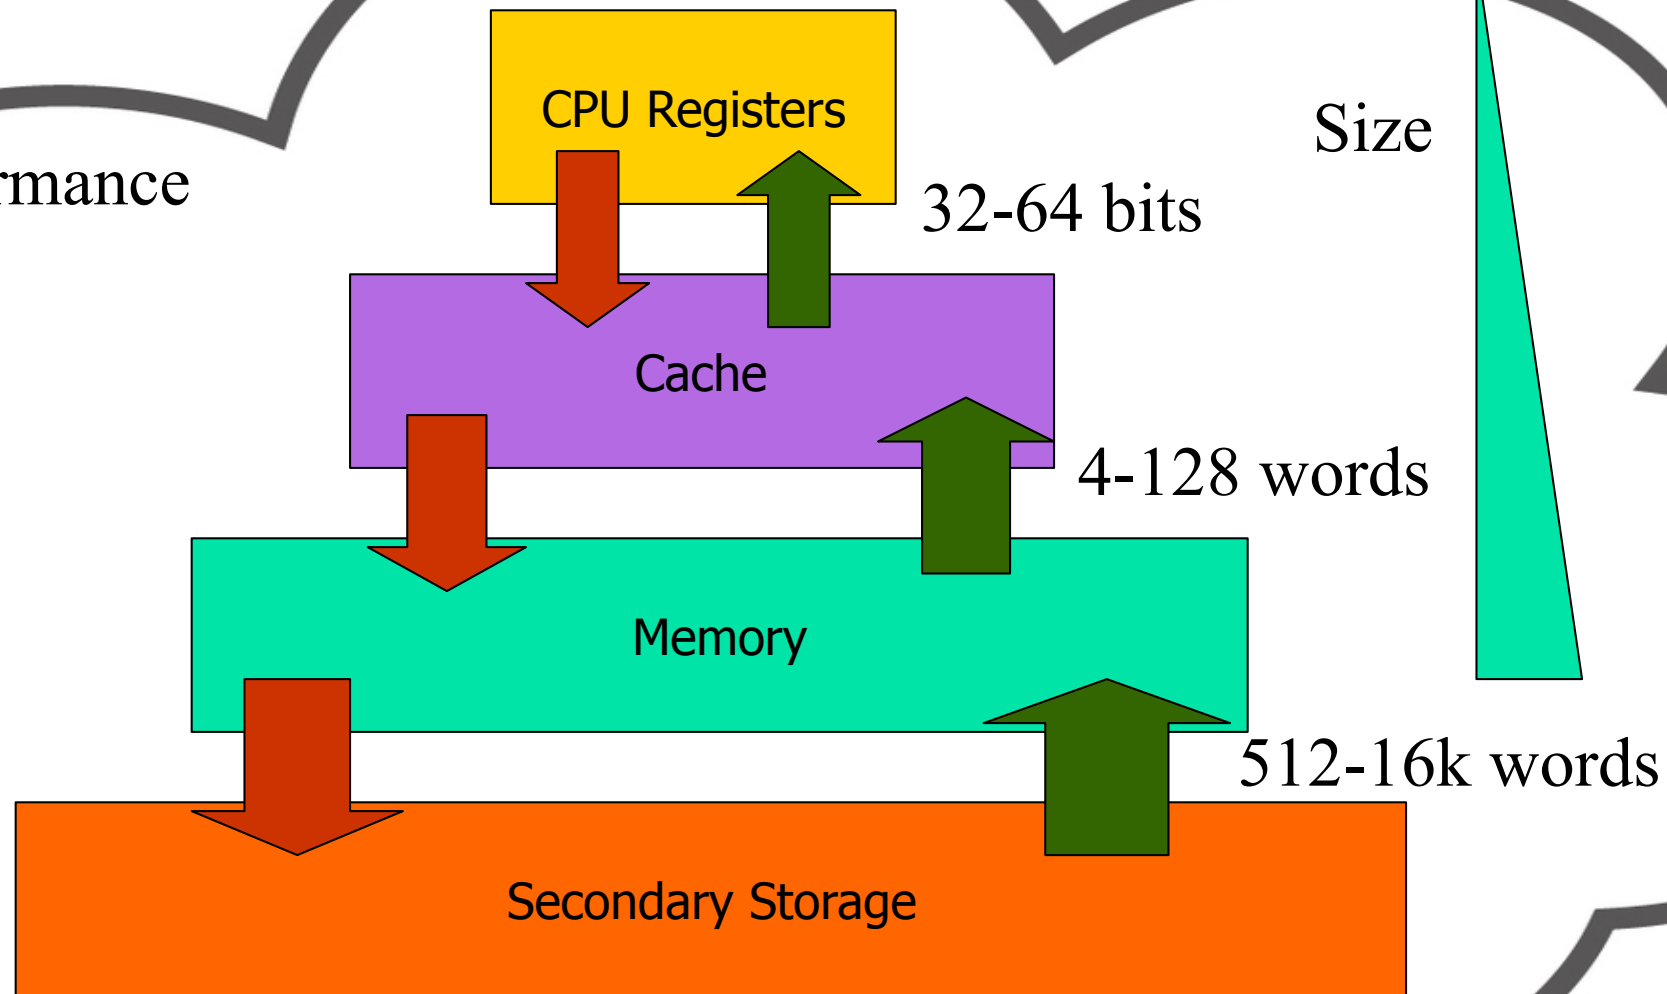 CPU Registers
Size
rmance
32-64 bits
Cache
4-128 words
Memory
512-16k words
Secondary Storage